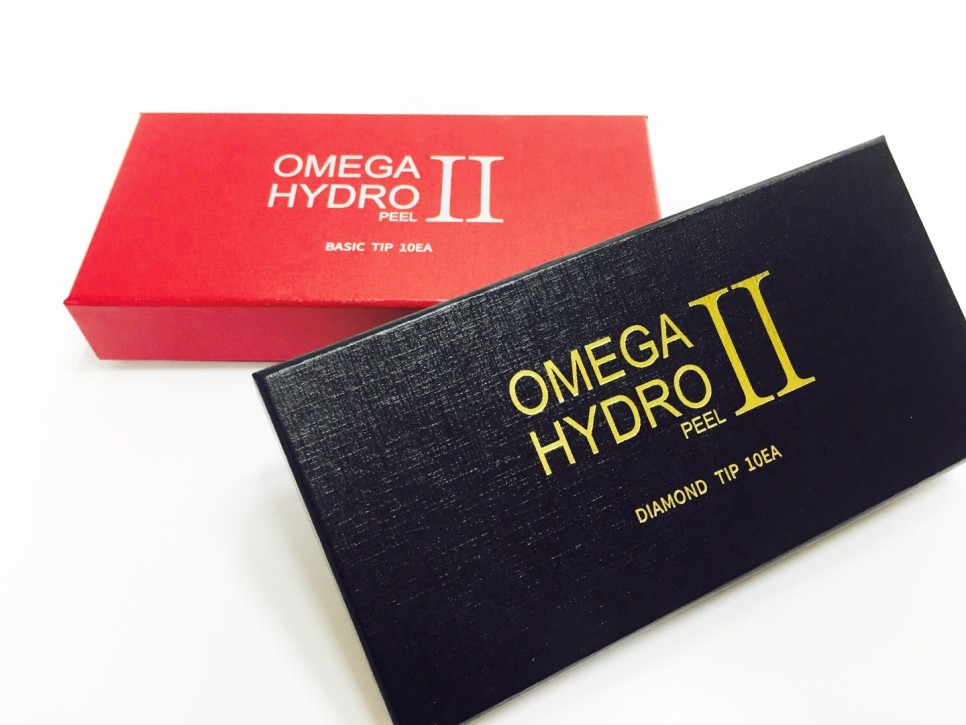 OMEGA
HYDRO
PEEL
II
BASIC TIP 10EA
OMEGA
HYDRO
PEEL
II
DIAMOND TIP 10EA